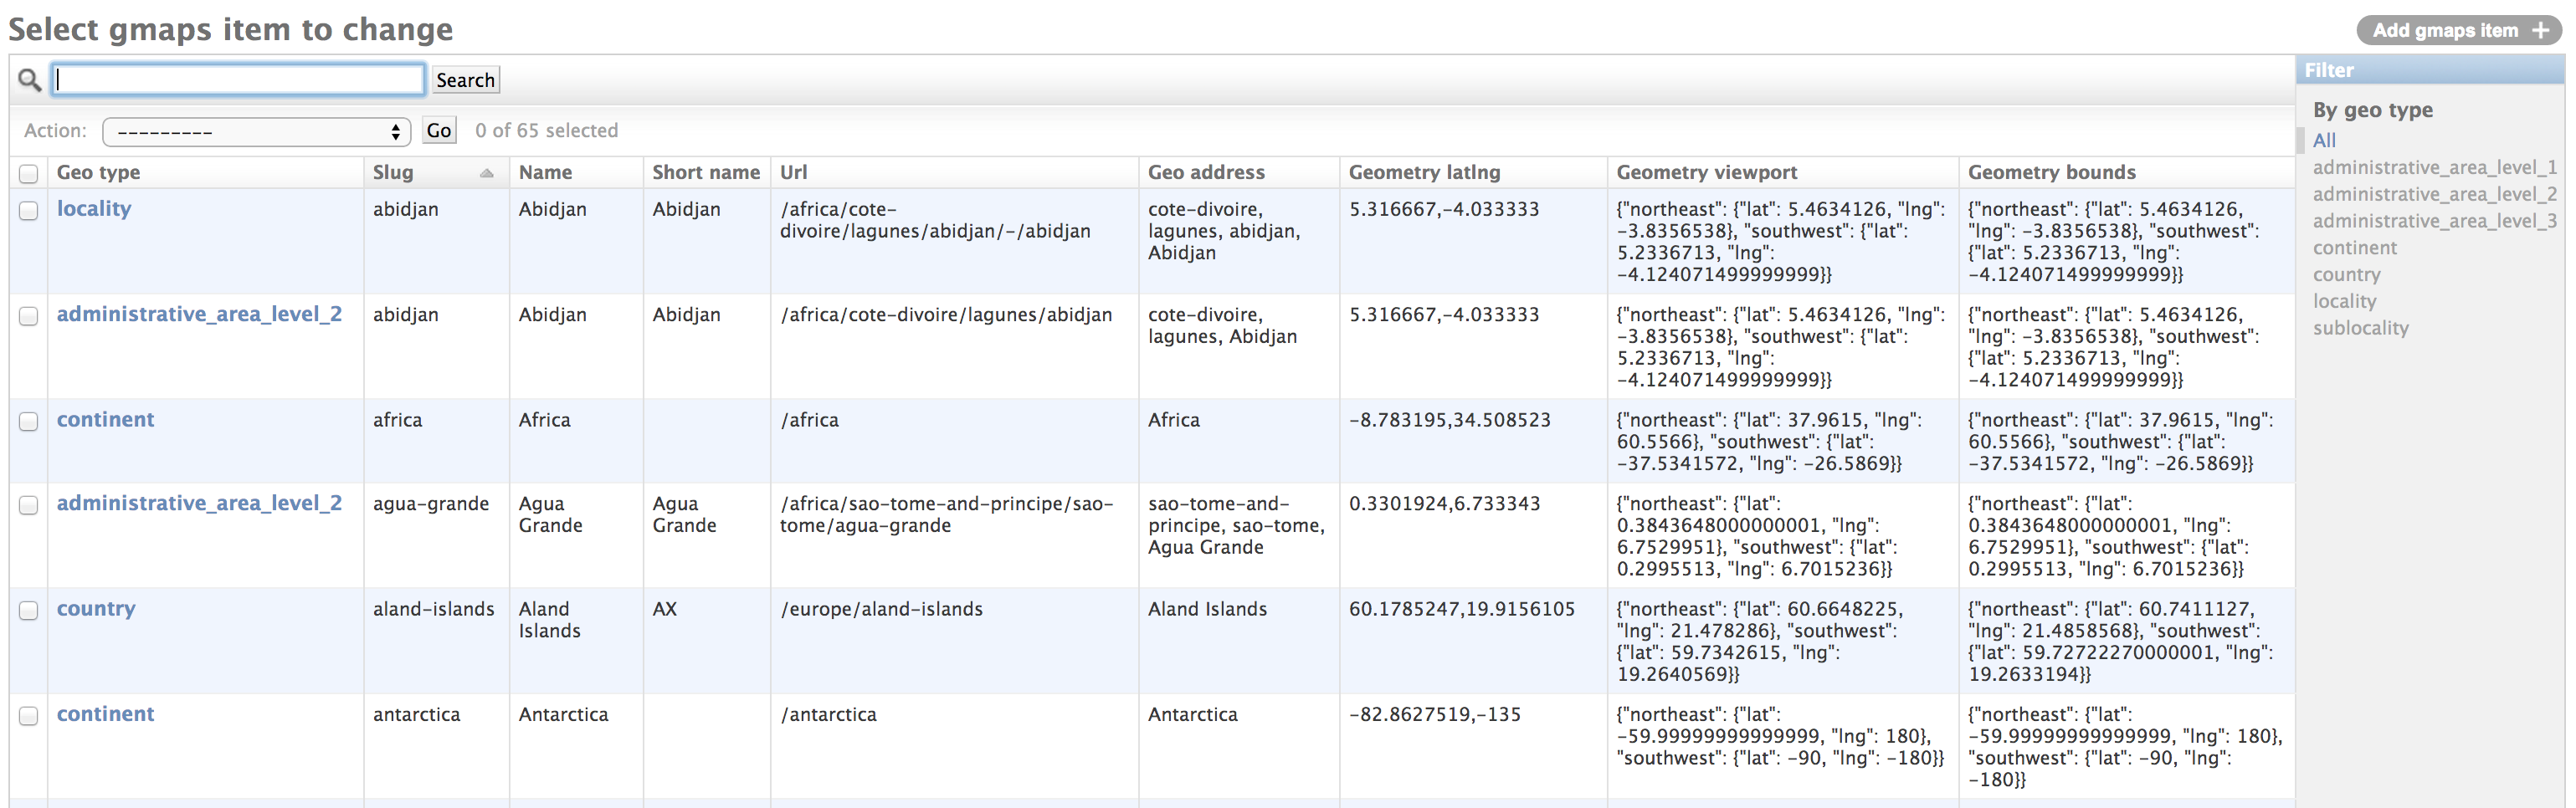 Select gmaps item to change
Add gmaps item +
Search
Action: --------- Go 0 of 65 selected
Geo type Slug Name Short name Url Geo address Geometry latlng Geometry viewport Geometry bounds
locality
abidjan
Abidjan
Abidjan
/africa/cote-
divoire/lagunes/abidjan/-/abidjan
cote-divoire,
lagunes, abidjan,
Abidjan
5.316667,-4.033333
{"northeast": {"lat": 5.4634126, "lng":
-3.8356538}, "southwest": {"lat":
5.2336713, "lng":
-4.124071499999999}}
{"northeast": {"lat": 5.4634126,
"lng": -3.8356538}, "southwest":
{"lat": 5.2336713, "lng":
-4.124071499999999}}
administrative_area_level_2
abidjan
Abidjan
Abidjan
/africa/cote-divoire/lagunes/abidjan
cote-divoire,
lagunes, Abidjan
5.316667,-4.033333
{"northeast": {"lat": 5.4634126, "lng":
-3.8356538}, "southwest": {"lat":
5.2336713, "lng":
-4.124071499999999}}
{"northeast": {"lat": 5.4634126,
"lng": -3.8356538}, "southwest":
{"lat": 5.2336713, "lng":
-4.124071499999999}}
continent
africa
Africa
/africa
Africa
-8.783195,34.508523
{"northeast": {"lat": 37.9615, "lng":
60.5566}, "southwest": {"lat":
-37.5341572, "lng": -26.5869}}
{"northeast": {"lat": 37.9615, "lng":
60.5566}, "southwest": {"lat":
-37.5341572, "lng": -26.5869}}
administrative_area_level_2
agua-grande
Agua
Grande
Agua
Grande
/africa/sao-tome-and-principe/sao-
tome/agua-grande
sao-tome-and-
principe, sao-tome,
Agua Grande
0.3301924,6.733343
{"northeast": {"lat":
0.3843648000000001, "lng":
6.7529951}, "southwest": {"lat":
0.2995513, "lng": 6.7015236}}
{"northeast": {"lat":
0.3843648000000001, "lng":
6.7529951}, "southwest": {"lat":
0.2995513, "lng": 6.7015236}}
country
aland-islands
Aland
Islands
AX
/europe/aland-islands
Aland Islands
60.1785247,19.9156105
{"northeast": {"lat": 60.6648225,
"lng": 21.478286}, "southwest":
{"lat": 59.7342615, "lng":
19.2640569}}
{"northeast": {"lat": 60.7411127,
"lng": 21.4858568}, "southwest":
{"lat": 59.72722270000001, "lng":
19.2633194}}
continent
antarctica
Antarctica
/antarctica
Antarctica
-82.8627519,-135
{"northeast": {"lat":
-59.99999999999999, "lng": 180},
"southwest": {"lat": -90, "lng": -180}}
{"northeast": {"lat":
-59.99999999999999, "lng": 180},
"southwest": {"lat": -90, "lng":
-180}}
Filter
By geo type
All
administrative_area_level_1
administrative_area_level_2
administrative_area_level_3
continent
country
locality
sublocality